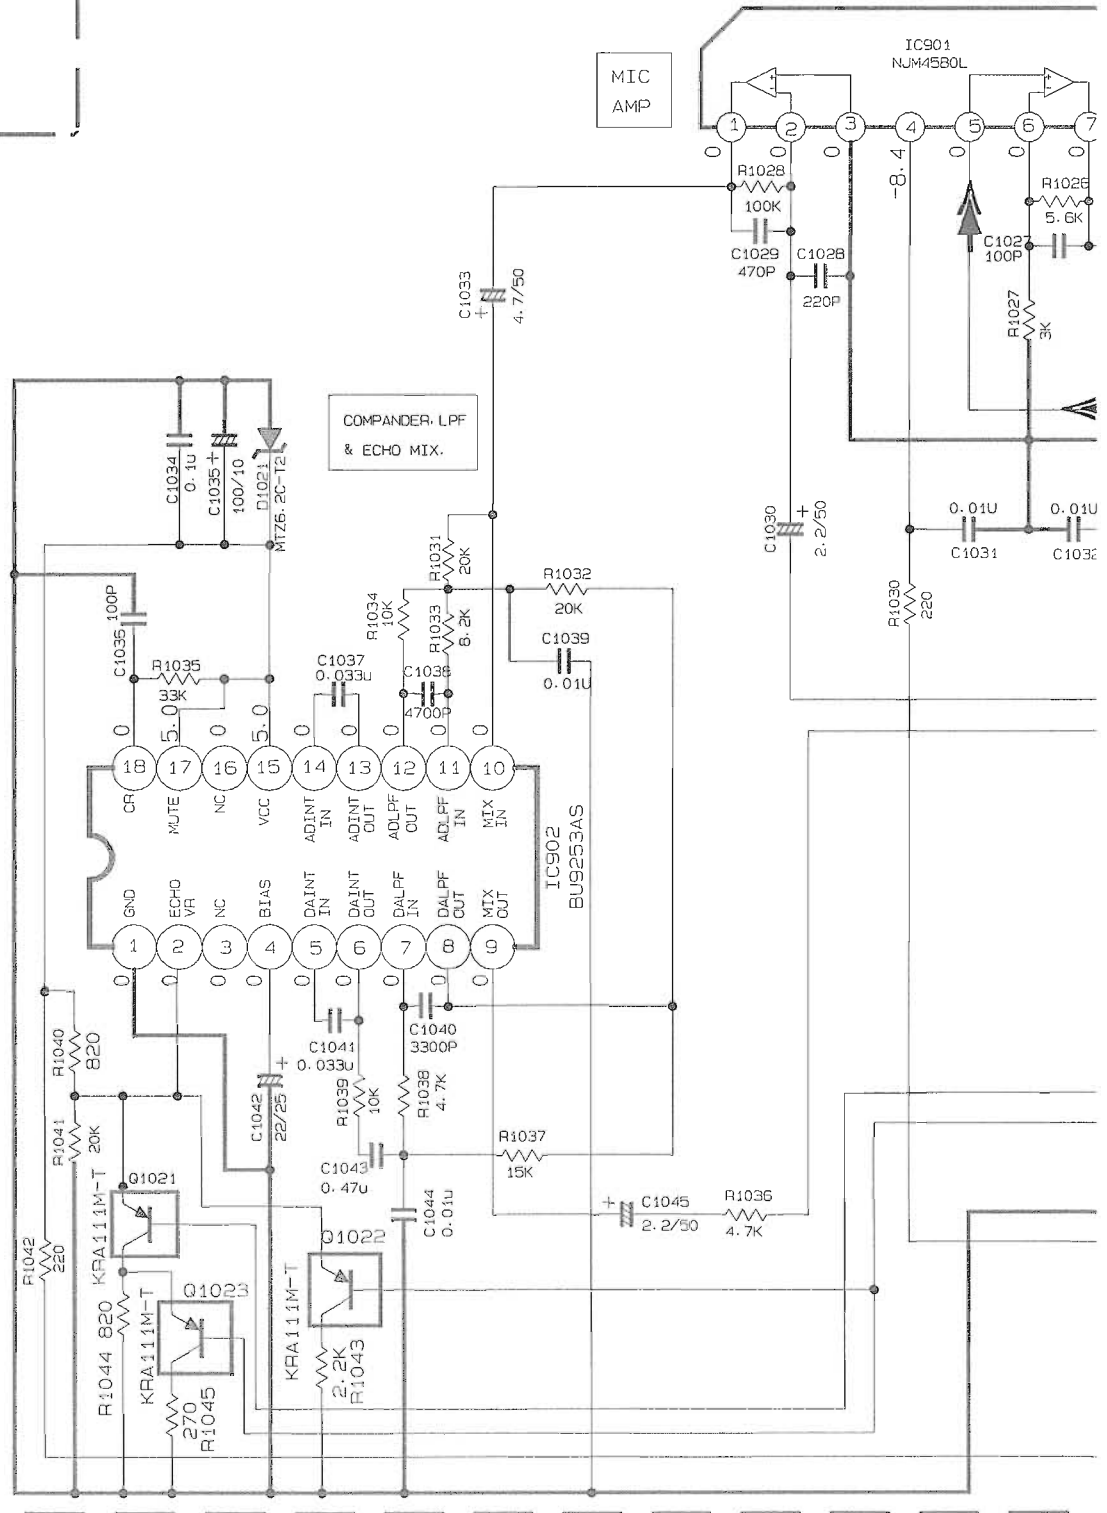 IC901
NJM4580L
MIC
AMP
1
2
3
4
5
6
7
0
0
0
-8.4
0
0
0
R1028
100K
C1029
470P
C1028
220P
R1026
5.6K
C1027
100P
R1027
3K
C1033
4.7/50
+
COMPANDER, LPF
& ECHO MIX.
C1034
0.1u
C1035
+
100/10
D1021
MTZ6.2C-T2
C1030
+
2.2/50
0.01U
C1031
0.01U
C1032
R1031
20K
R1032
20K
R1034
10K
R1033
8.2K
C1039
0.01U
R1030
220
100P
C1036
R1035
33K
C1037
0.033u
C1038
4700P
0
5.0
0
5.0
0
0
0
0
0
18
17
16
15
14
13
12
11
10
CR
MUTE
NC
VCC
ADINT
IN
ADINT
OUT
ADLPF
OUT
ADLPF
IN
MIX
IN
IC902
BU9253AS
GND
ECHO
VR
NC
BIAS
DAINT
IN
DAINT
OUT
DALPF
IN
DALPF
OUT
MIX
OUT
1
2
3
4
5
6
7
8
9
0
0
0
0
0
0
0
0
0
R1040
820
C1041
0.033u
C1040
3300P
C1042
22/25
+
R1039
10K
R1038
4.7K
R1041
20K
R1037
15K
C1043
0.47u
C1044
0.01u
+
C1045
2.2/50
R1036
4.7K
Q1021
KRA111M-T
R1042
220
Q1022
KRA111M-T
Q1023
KRA111M-T
R1044 820
2.2K
R1043
270
R1045